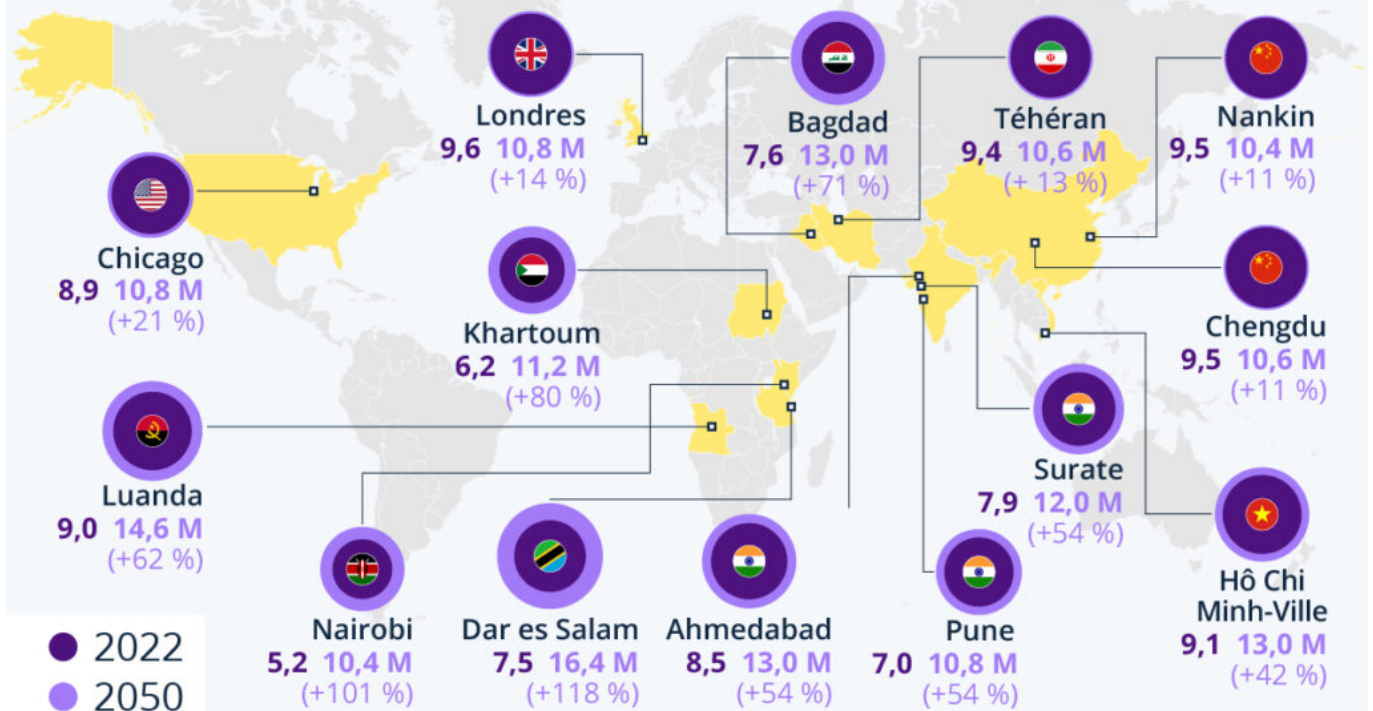 Londres
9,6 10,8 M
(+14 %)
Bagdad
7,6 13,0 M
(+71 %)
Téhéran
9,4 10,6 M
(+ 13 %)
Nankin
9,5 10,4 M
(+11 %)
Chicago
8,9 10,8 M
(+21 %)
Khartoum
6,2 11,2 M
(+80 %)
Chengdu
9,5 10,6 M
(+11 %)
Luanda
9,0 14,6 M
(+62 %)
Surate
7,9 12,0 M
(+54 %)
Nairobi
5,2 10,4 M
(+101 %)
Dar es Salam
7,5 16,4 M
(+118 %)
Ahmedabad
8,5 13,0 M
(+54 %)
Pune
7,0 10,8 M
(+54 %)
Hô Chi
Minh-Ville
9,1 13,0 M
(+42 %)
2022
2050